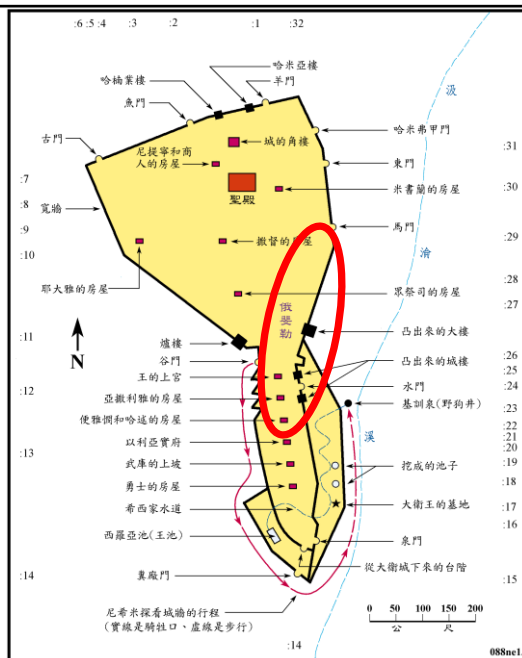 :6 :5 :4 :3 :2 :1 :32
哈米亞樓
哈楠業樓
羊門
魚門
汲
哈米弗甲門
古門
城的角樓
:31
尼提寧和商
人的房屋
東門
:7
聖殿
米書蘭的房屋
:30
:8
寬牆
:9
撒督的房屋
馬門
:29
:10
淪
耶大雅的房屋
眾祭司的房屋
:28
俄斐勒
:27
:11
爐樓
凸出來的大樓
N
谷門
凸出來的城樓
:26
王的上宮
:25
:12
水門
:24
亞撒利雅的房屋
基訓泉(野狗井)
:23
便雅憫和哈述的房屋
:22
:21
以利亞實府
溪
:20
:13
武庫的上坡
挖成的池子
:19
:18
勇士的房屋
希西家水道
大衛王的墓地
:17
:16
西羅亞池(王池)
泉門
從大衛城下來的台階
:14
糞廠門
:15
尼希米探看城牆的行程
(實線是騎牲口、虛線是步行)
0 50 100 150 200
公尺
:14
088ne1